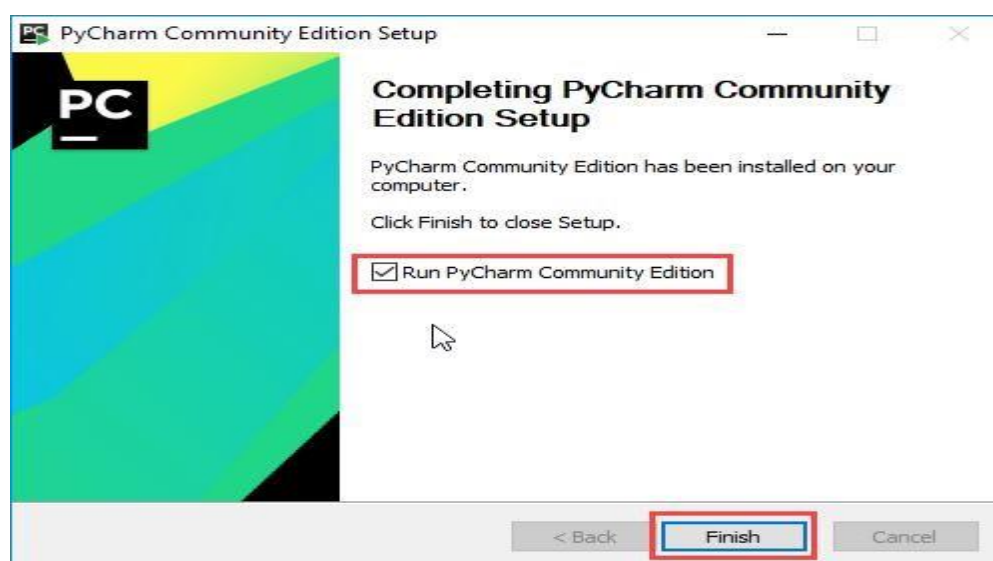 PyCharm Community Edition Setup
PC
Completing PyCharm Community
Edition Setup
PyCharm Community Edition has been installed on your
computer.
Click Finish to close Setup.
Run PyCharm Community Edition
< Back Finish Cancel